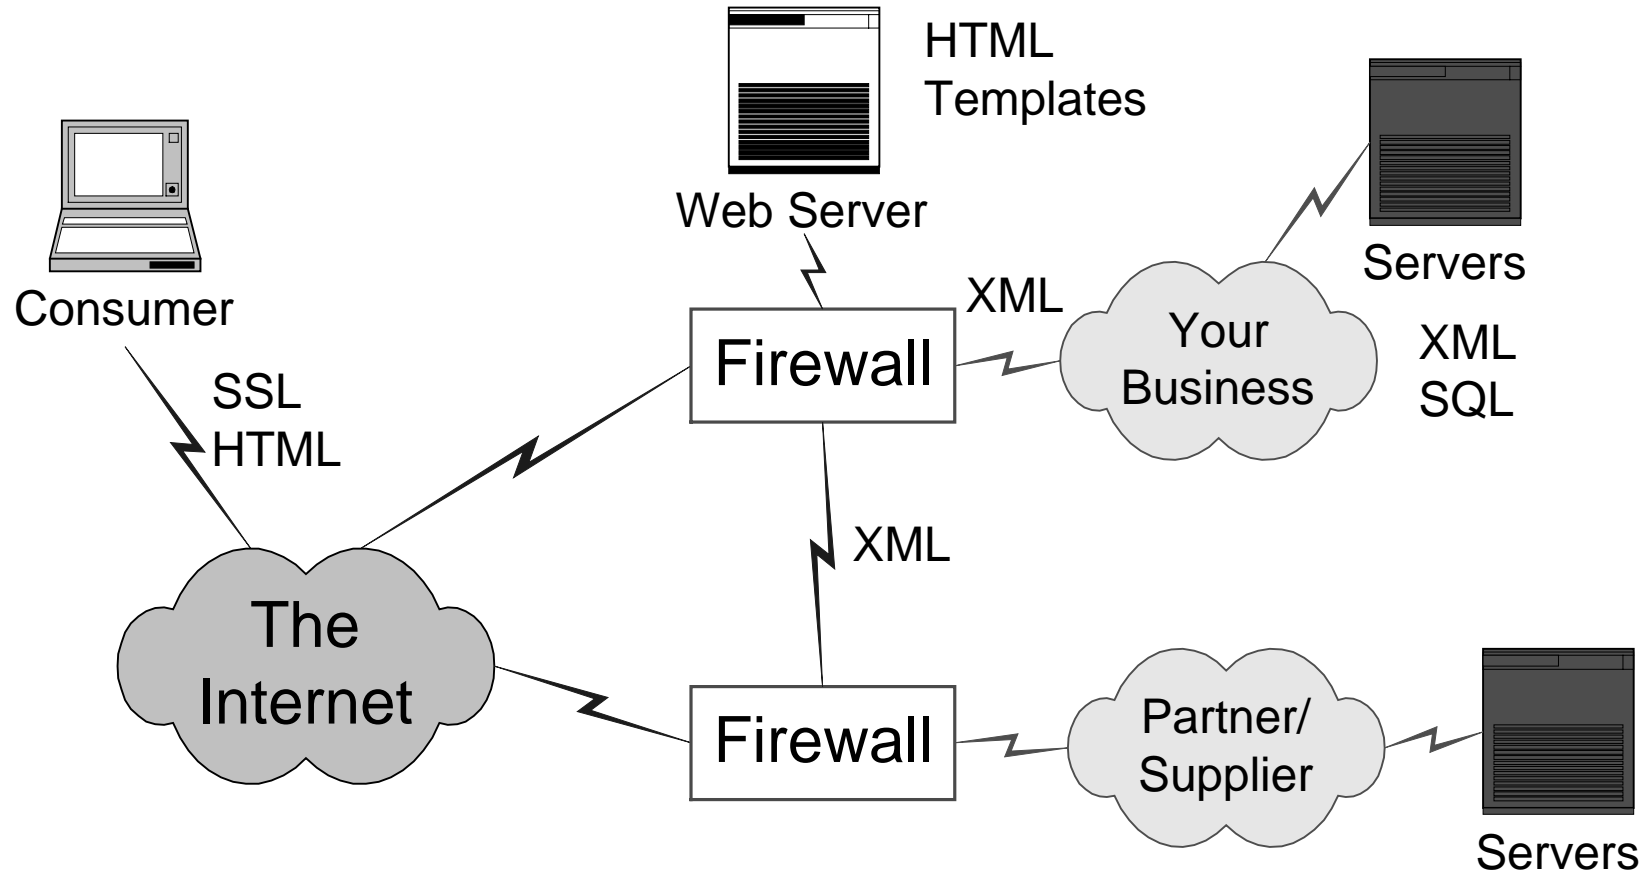 HTML
Templates
Web Server
Consumer
Servers
XML
Your
Business
XML
SQL
Firewall
SSL
HTML
XML
The
Internet
Firewall
Partner/
Supplier
Servers